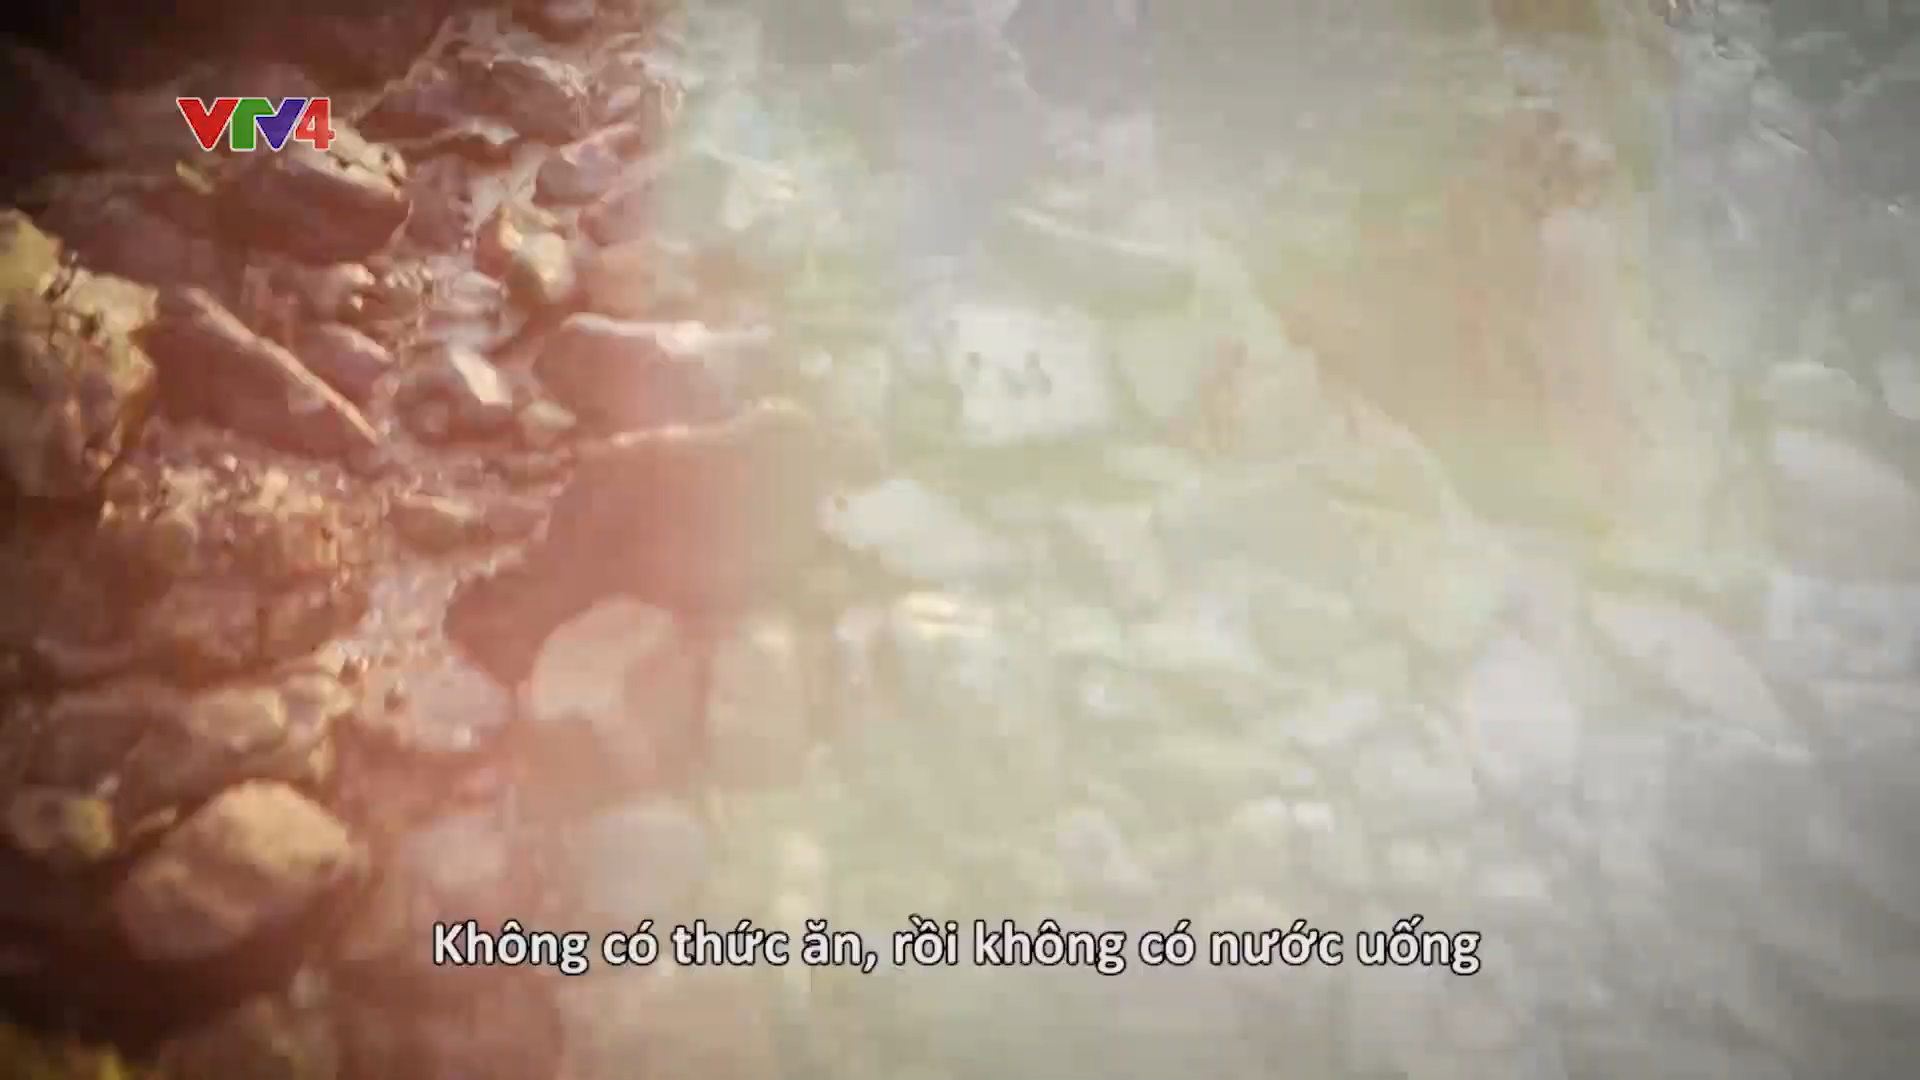 VTV4
Không có thức ăn, rồi không có nước uống